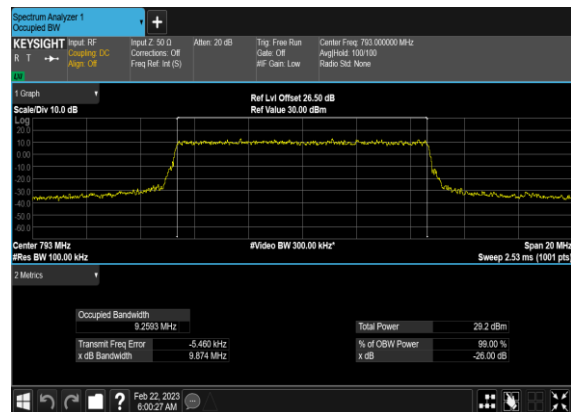 Spectrum Analyzer 1
Occupied BW
KEYSIGHT
R T
LW
Input: RF
Coupling: DC
Align: Off
Input Z: 50 Ω
Corrections: Off
Freq Ref: Int (S)
Atten: 20 dB
Trig: Free Run
Gate: Off
#IF Gain: Low
Center Freq: 793.000000 MHz
Avg|Hold: 100/100
Radio Std: None
1 Graph
Scale/Div 10.0 dB
Ref Lvl Offset 26.50 dB
Ref Value 30.00 dBm
Log
20.0
10.0
0.00
-10.0
-20.0
-30.0
-40.0
-50.0
-60.0
Center 793 MHz
#Res BW 100.00 kHz
#Video BW 300.00 kHz*
Span 20 MHz
Sweep 2.53 ms (1001 pts)
2 Metrics
Occupied Bandwidth
9.2593 MHz
Total Power 29.2 dBm
Transmit Freq Error -5.460 kHz
% of OBW Power 99.00 %
x dB Bandwidth 9.874 MHz
x dB -26.00 dB
?
Feb 22, 2023
6:00:27 AM